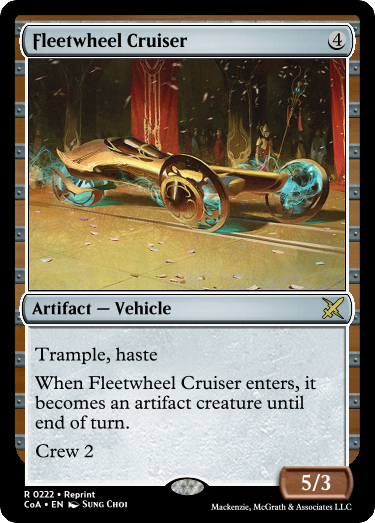 Fleetwheel Cruiser 4
Artifact — Vehicle
Trample, haste
When Fleetwheel Cruiser enters, it
becomes an artifact creature until
end of turn.
Crew 2
5/3
R 0222 • Reprint
CoA • EN Sung Choi
Mackenzie, McGrath & Associates LLC